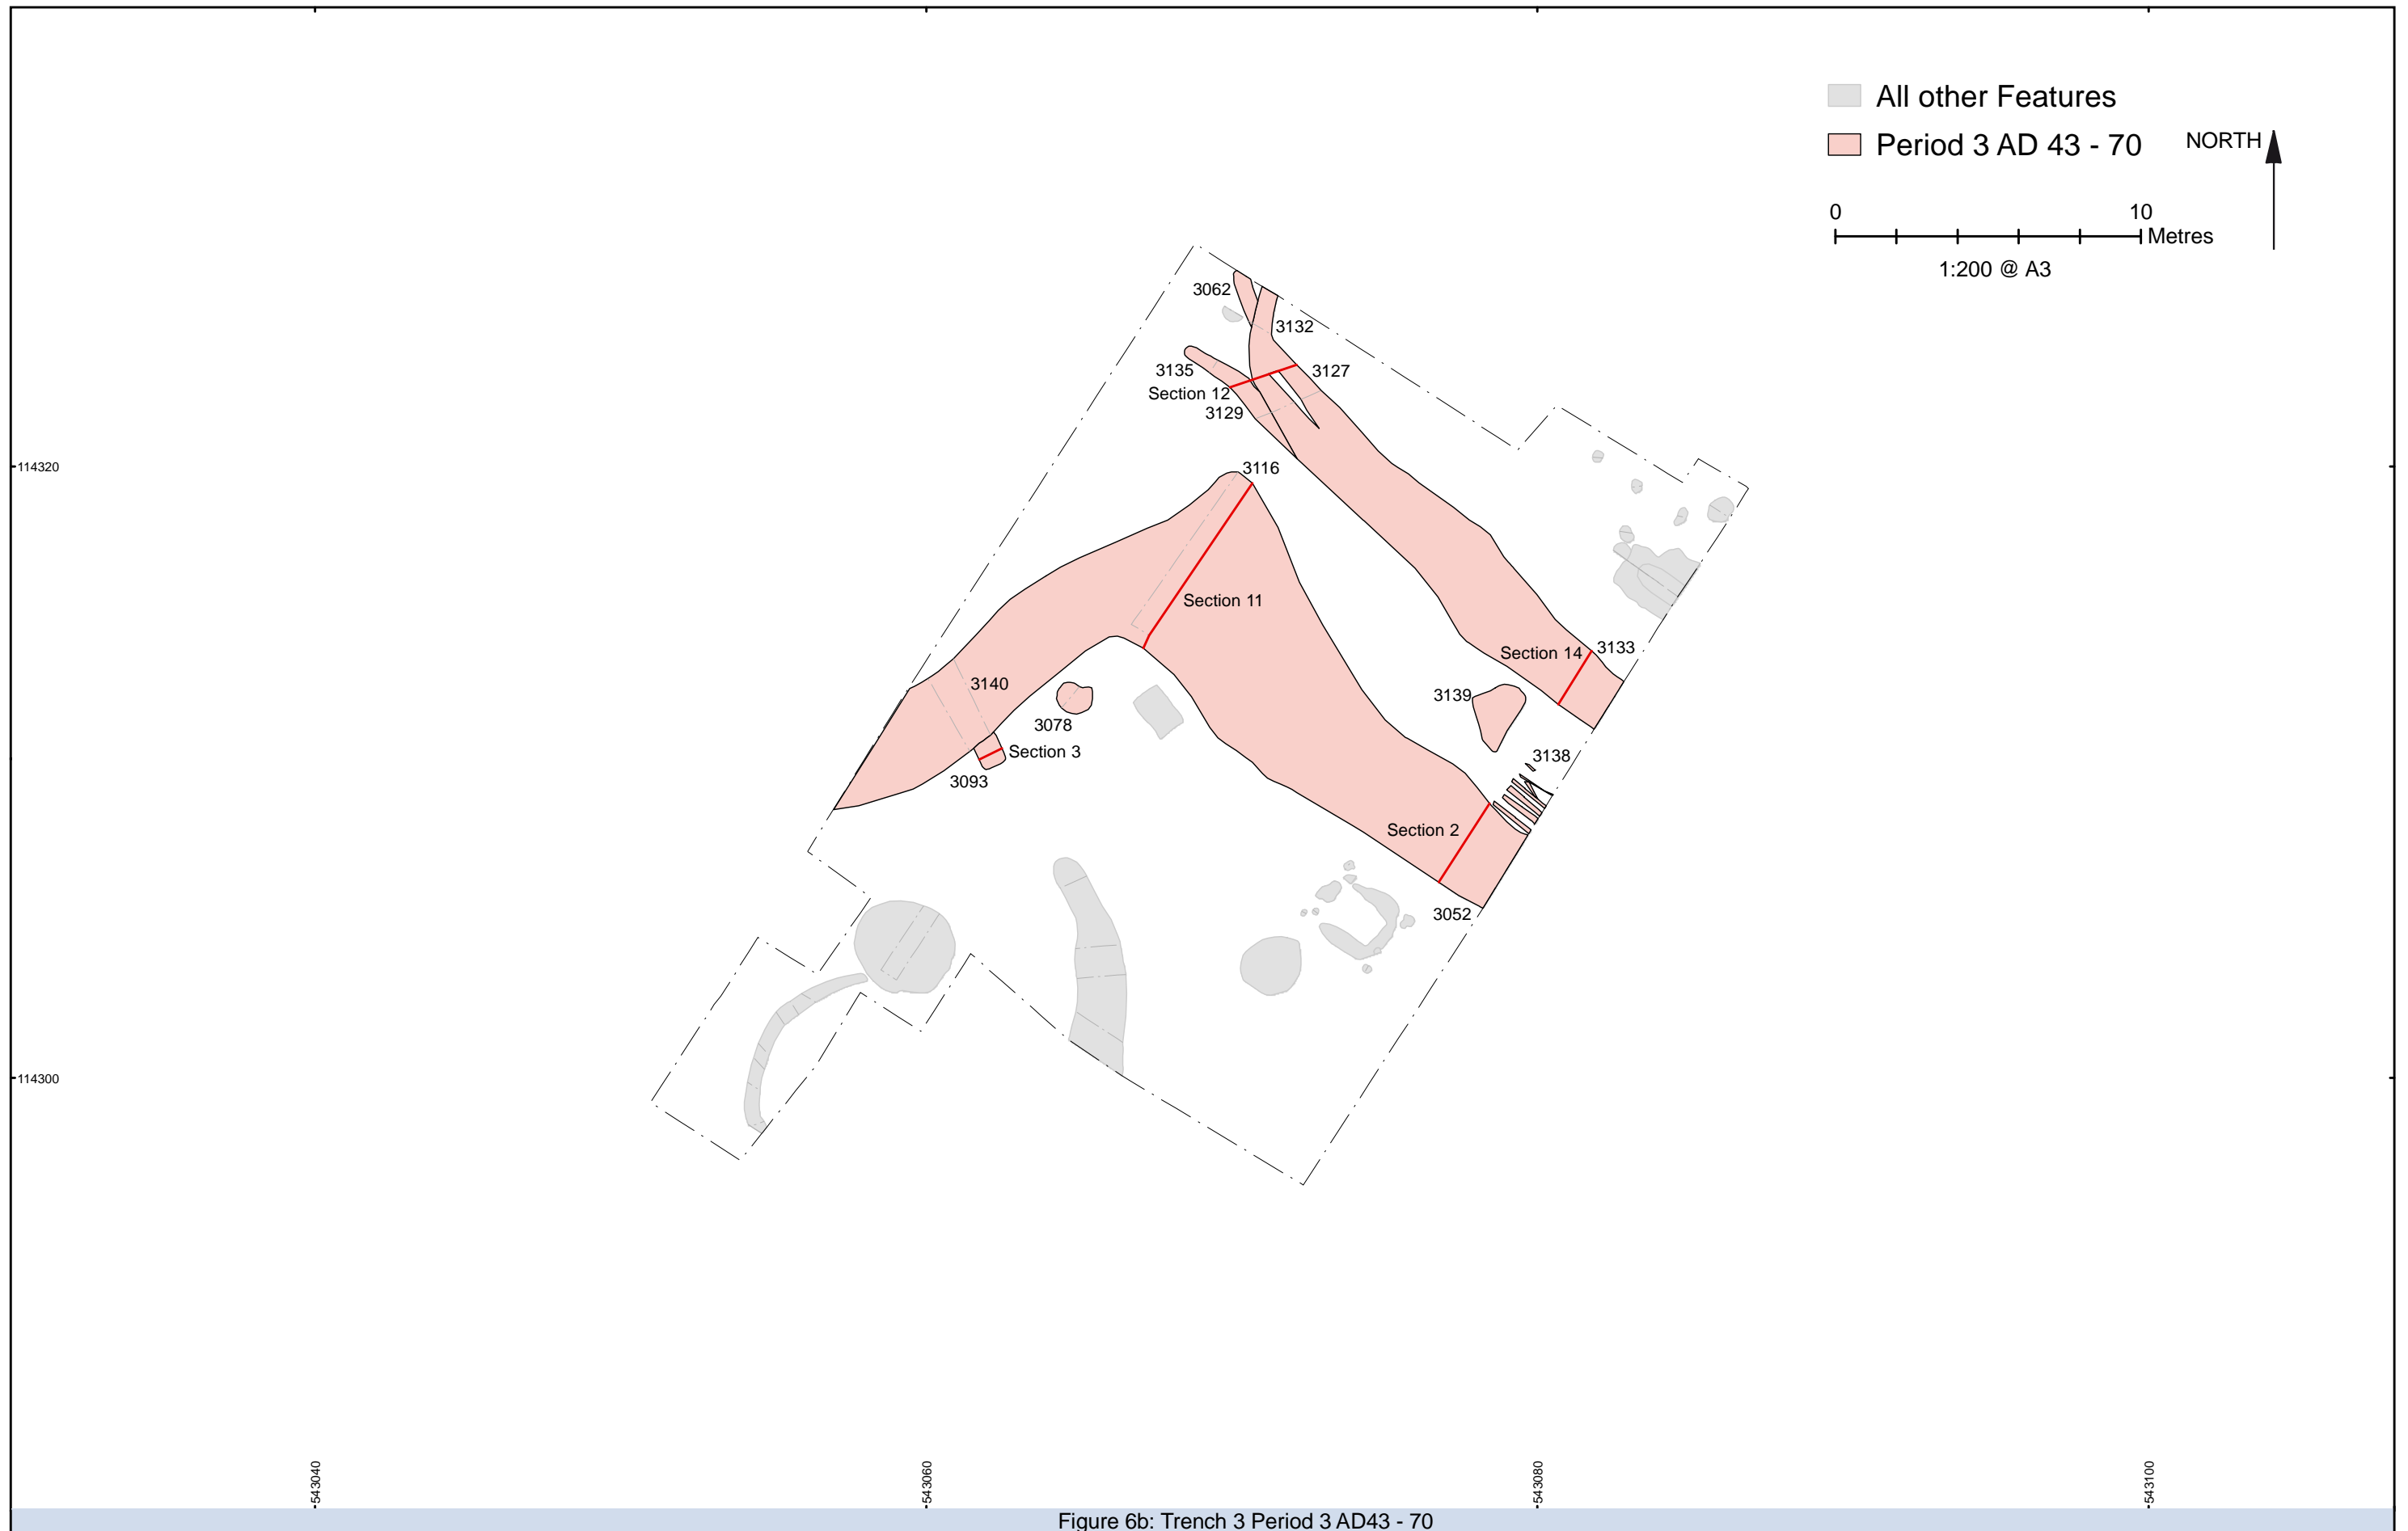 All other Features
Period 3 AD 43 - 70
NORTH
0
10
Metres
1:200 @ A3
3062
3132
3135
3127
Section 12
3129
114320
3116
Section 11
3133
Section 14
3140
3139
3078
Section 3
3138
3093
Section 2
3052
114300
543040
543060
543080
543100
Figure 6b: Trench 3 Period 3 AD43 - 70